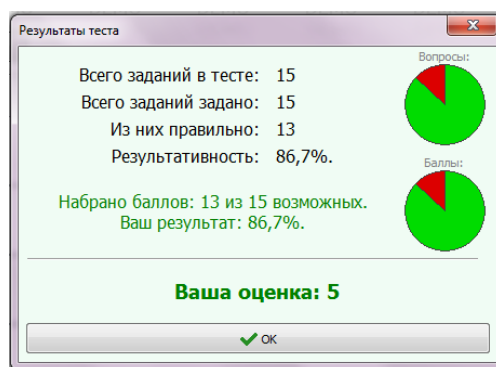 Результаты теста
Вопросы:
Всего заданий в тесте: 15
Всего заданий задано: 15
Из них правильно: 13
Результативность: 86,7%.
Баллы:
Набрано баллов: 13 из 15 возможных.
Ваш результат: 86,7%.
Ваша оценка: 5
OK